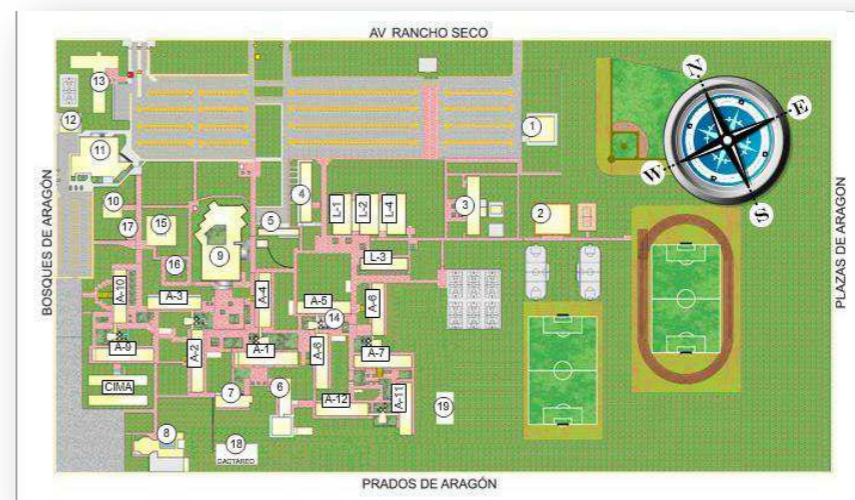 AV RANCHO SECO
N
E
W
S
13
12
11
10
17
15
16
9
4
5
L-1
L-2
L-4
L-3
3
1
2
BOSQUES DE ARAGÓN
PLAZAS DE ARAGON
A-10
A-3
A-4
A-5
14
A-6
A-9
A-2
A-1
A-6
A-7
CIMA
7
6
A-12
A-11
19
8
18
CACTAREO
PRADOS DE ARAGÓN